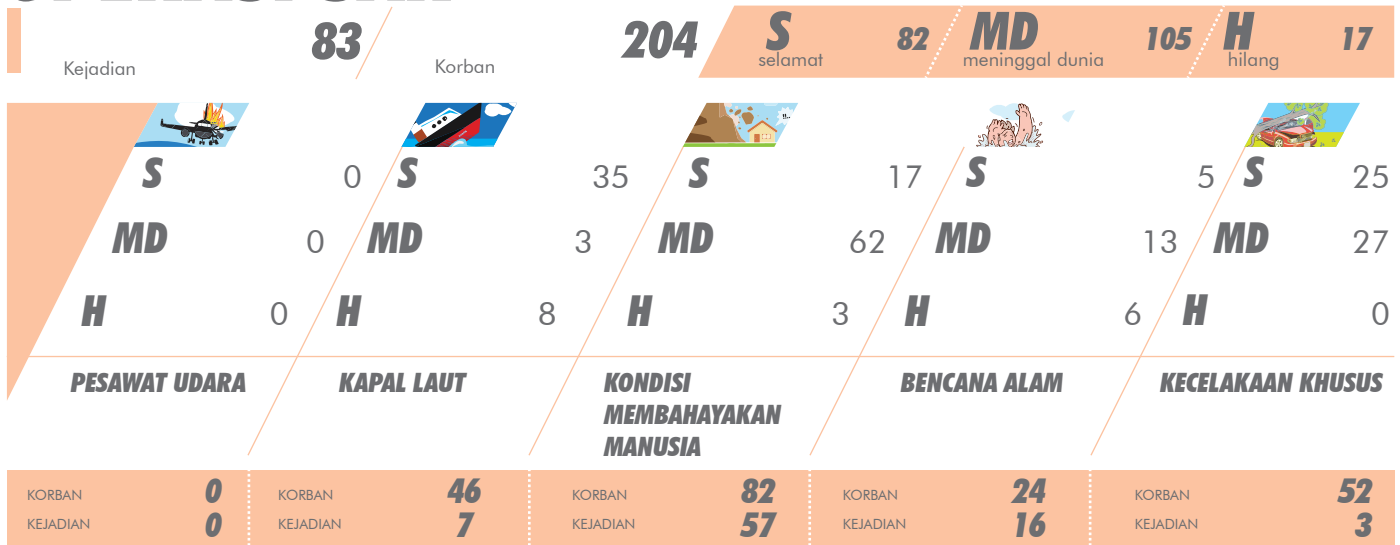 83
204
S
82
MD
105
H
17
Kejadian
Korban
selamat
meninggal dunia
hilang
S 0 S 35 S 17 S 5 S 25
MD 0 MD 3 MD 62 MD 13 MD 27
H 0 H 8 H 3 H 6 H 0
PESAWAT UDARA
KAPAL LAUT
KONDISI
MEMBAHAYAKAN
MANUSIA
BENCANA ALAM
KECELAKAAN KHUSUS
KORBAN 0 KORBAN 46 KORBAN 82 KORBAN 24 KORBAN 52
KEJADIAN 0 KEJADIAN 7 KEJADIAN 57 KEJADIAN 16 KEJADIAN 3